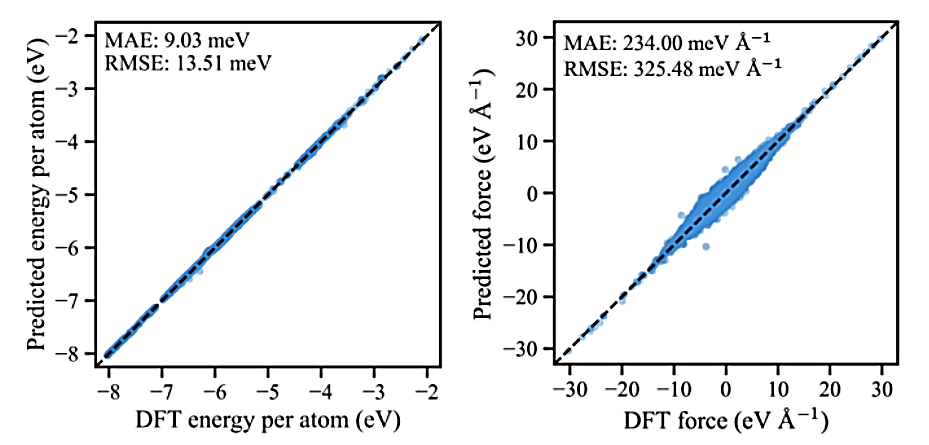 MAE: 9.03 meV
RMSE: 13.51 meV
Predicted energy per atom (eV)
−2
−3
−4
−5
−6
−7
−8
−8 −7 −6 −5 −4 −3 −2
DFT energy per atom (eV)
MAE: 234.00 meV Å⁻¹
RMSE: 325.48 meV Å⁻¹
Predicted force (eV Å⁻¹)
30
20
10
0
−10
−20
−30
−30 −20 −10 0 10 20 30
DFT force (eV Å⁻¹)